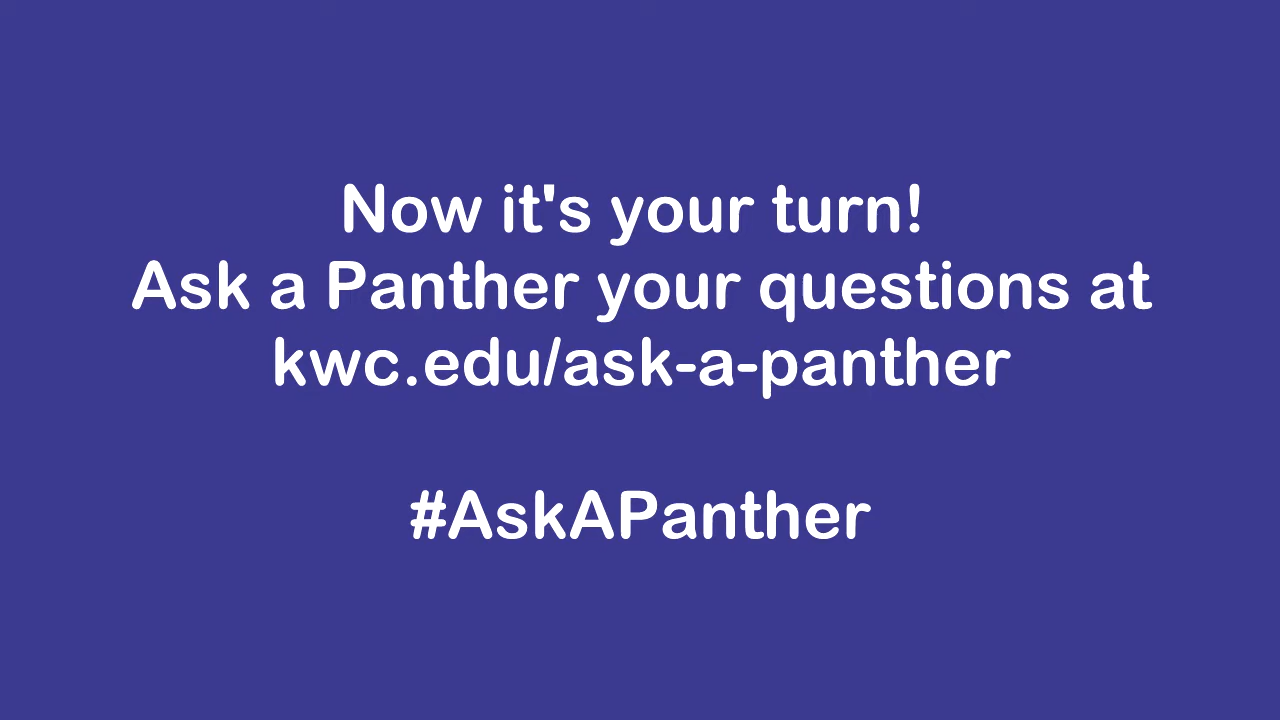 Now it's your turn!
Ask a Panther your questions at
kwc.edu/ask-a-panther
#AskAPanther